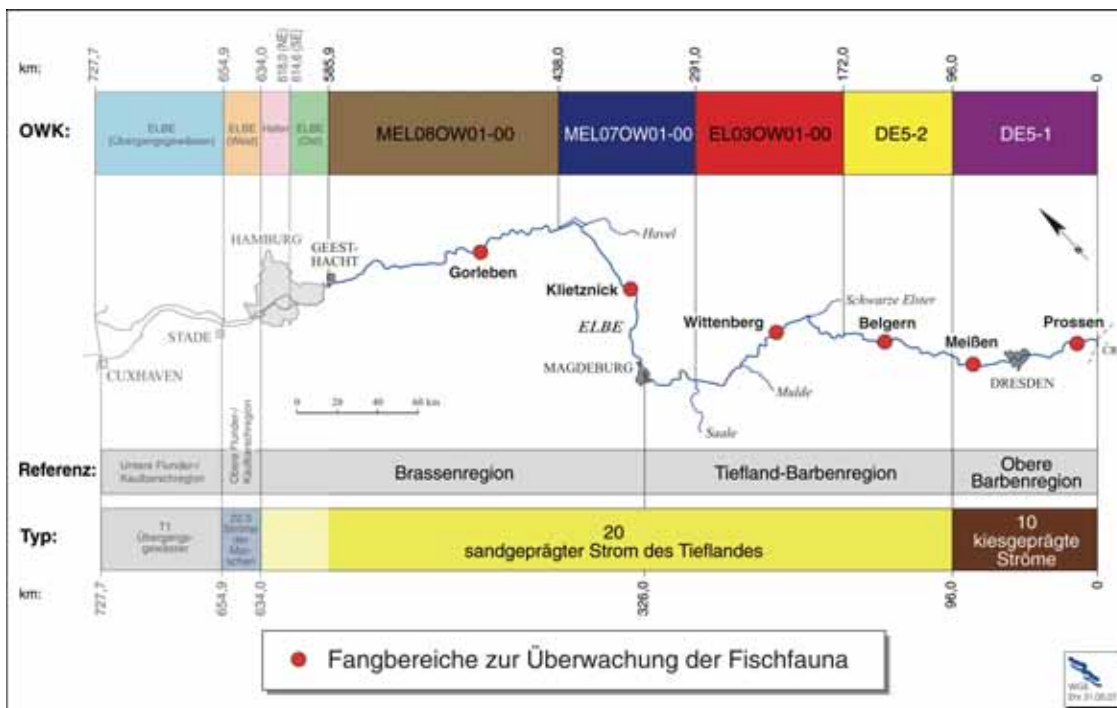 km:
727,7
654,9
634,0
618,0 (NE)
614,6 (SE)
585,9
438,0
291,0
172,0
96,0
0
OWK:
ELBE
(Übergangsgewässer)
ELBE
(West)
Hafen
ELBE
(Ost)
MEL08OW01-00
MEL07OW01-00
EL03OW01-00
DE5-2
DE5-1
HAMBURG
GEEST-
HACHT
Gorleben
Havel
Klietznick
ELBE
STADE
CUXHAVEN
MAGDEBURG
Wittenberg
Schwarze Elster
Belgern
Meißen
Prossen
DRESDEN
Mulde
Saale
0 20 40 60 km
Referenz:
Untere Flunder-/
Kaulbarschregion
Obere Flunder-/
Kaulbarschregion
Brassenregion
Tiefland-Barbenregion
Obere
Barbenregion
Typ:
T1
Übergangs-
gewässer
Ströme
der
Mar-
schen
20
sandgeprägter Strom des Tieflandes
10
kiesgeprägte
Ströme
km:
727,7
654,9
634,0
326,0
96,0
0
Fangbereiche zur Überwachung der Fischfauna